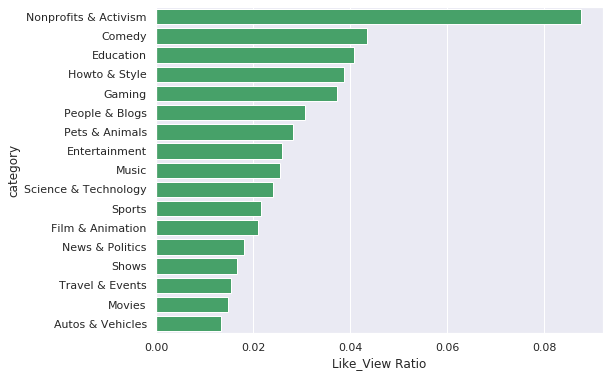 Nonprofits & Activism
Comedy
Education
Howto & Style
Gaming
People & Blogs
Pets & Animals
Entertainment
Music
Science & Technology
Sports
Film & Animation
News & Politics
Shows
Travel & Events
Movies
Autos & Vehicles
category
0.00 0.02 0.04 0.06 0.08
Like_View Ratio